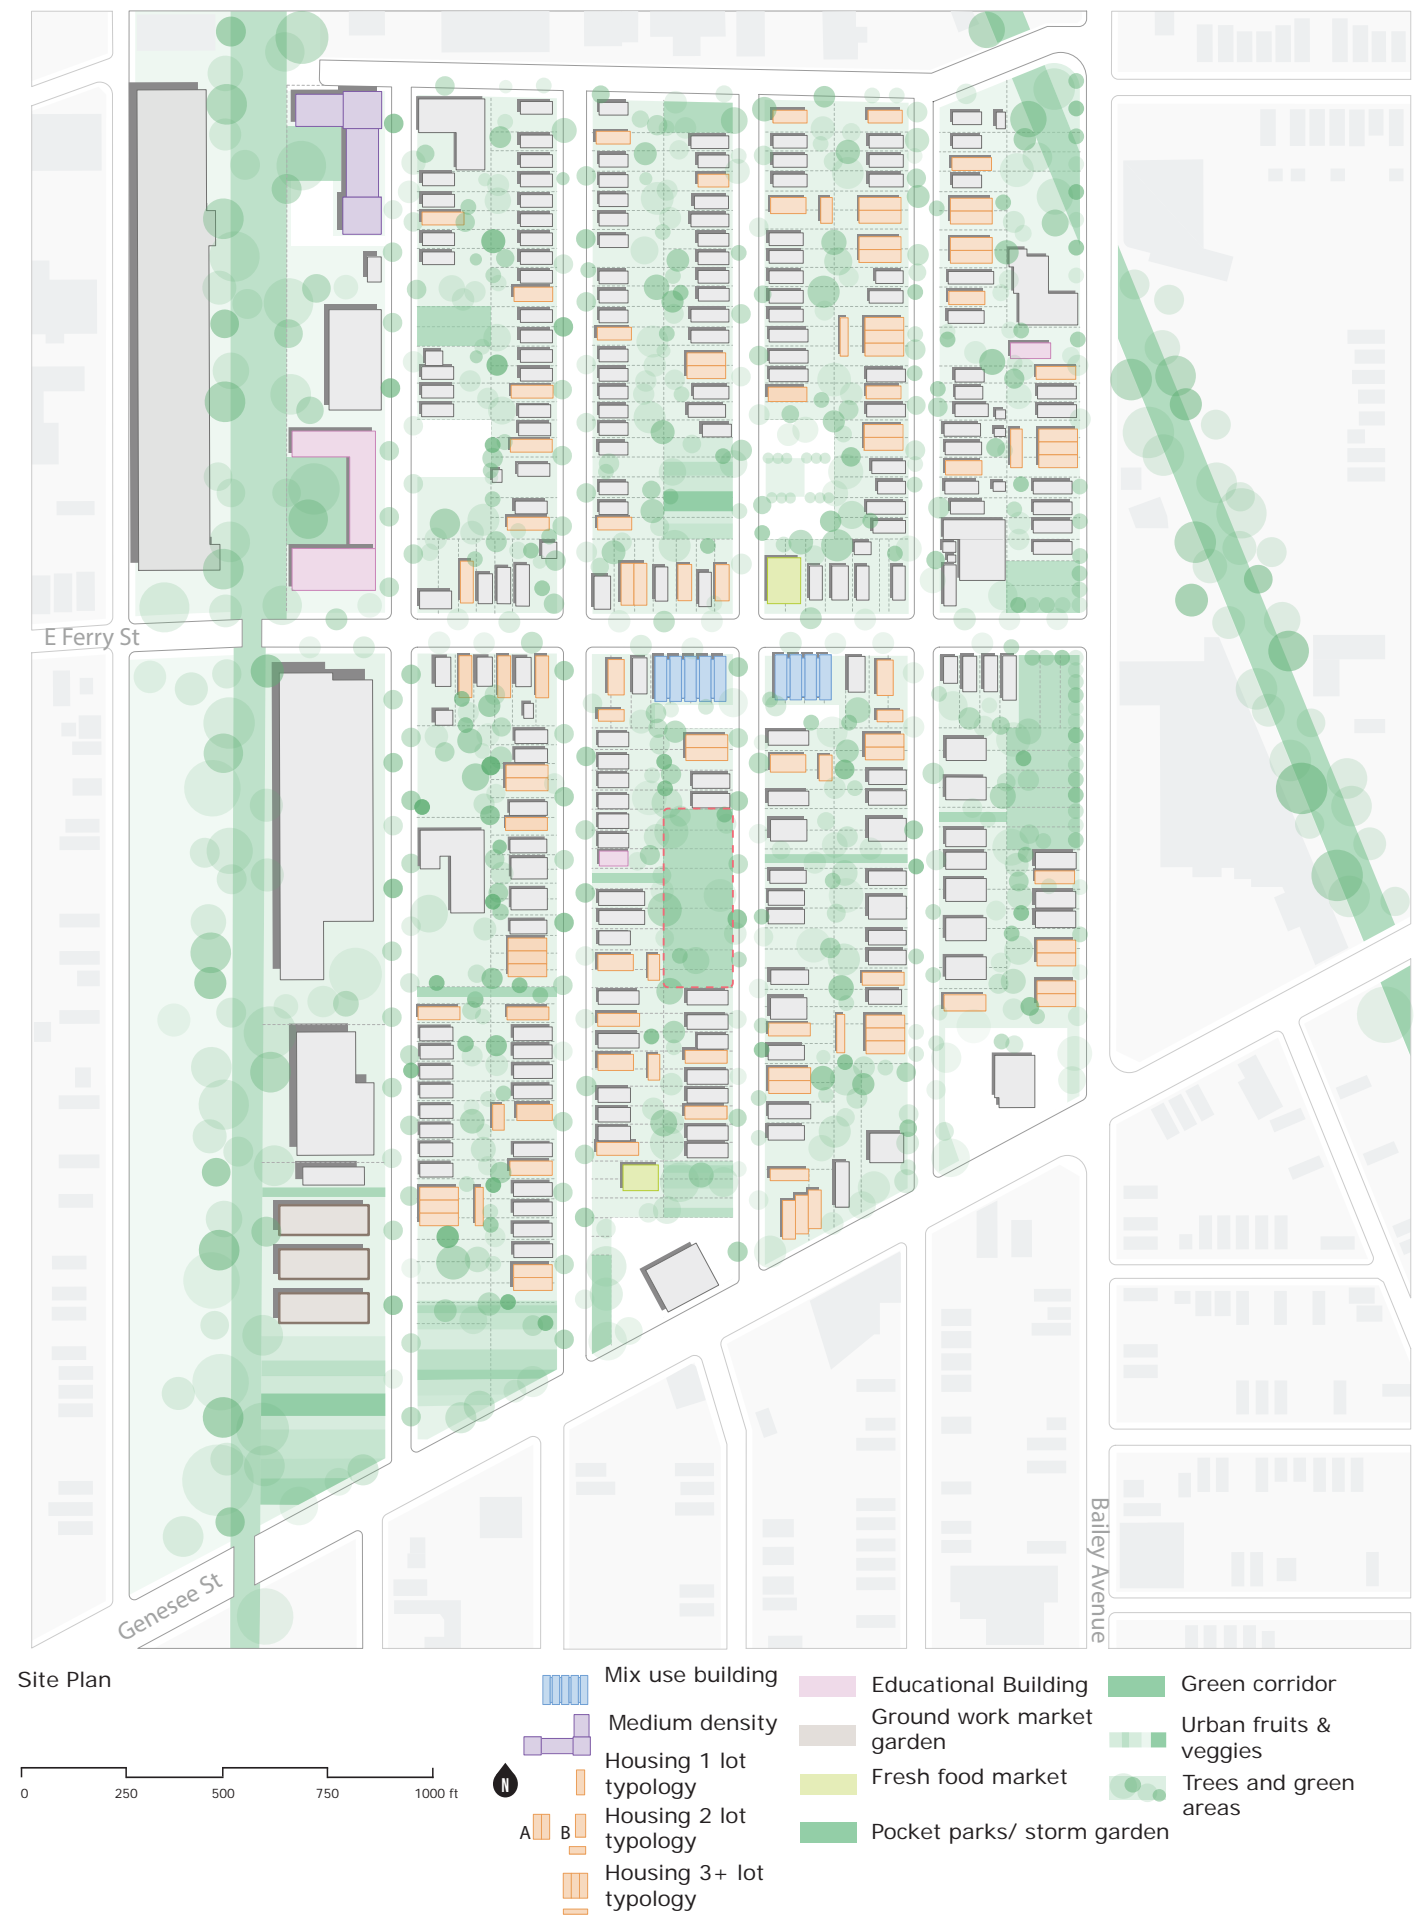 E Ferry St
Genesee St
Bailey Avenue
Site Plan
0 250 500 750 1000 ft
N
Mix use building
Medium density
Housing 1 lot
typology
A B
Housing 2 lot
typology
Housing 3+ lot
typology
Educational Building
Ground work market
garden
Fresh food market
Pocket parks/ storm garden
Green corridor
Urban fruits &
veggies
Trees and green
areas